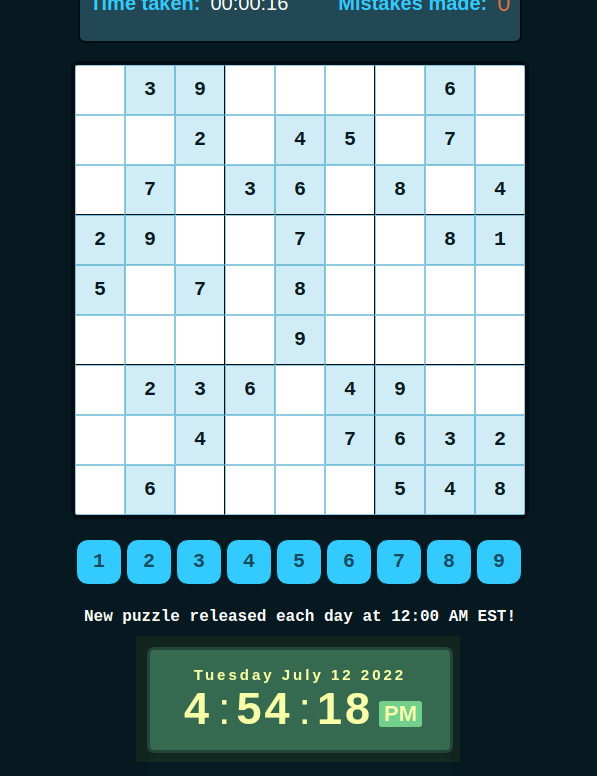 Time taken: 00:00:16 Mistakes made: 0
3 9 6
2 4 5 7
7 3 6 8 4
2 9 7 8 1
5 7 8
9
2 3 6 4 9
4 7 6 3 2
6 5 4 8
1 2 3 4 5 6 7 8 9
New puzzle released each day at 12:00 AM EST!
Tuesday July 12 2022
4:54:18 PM